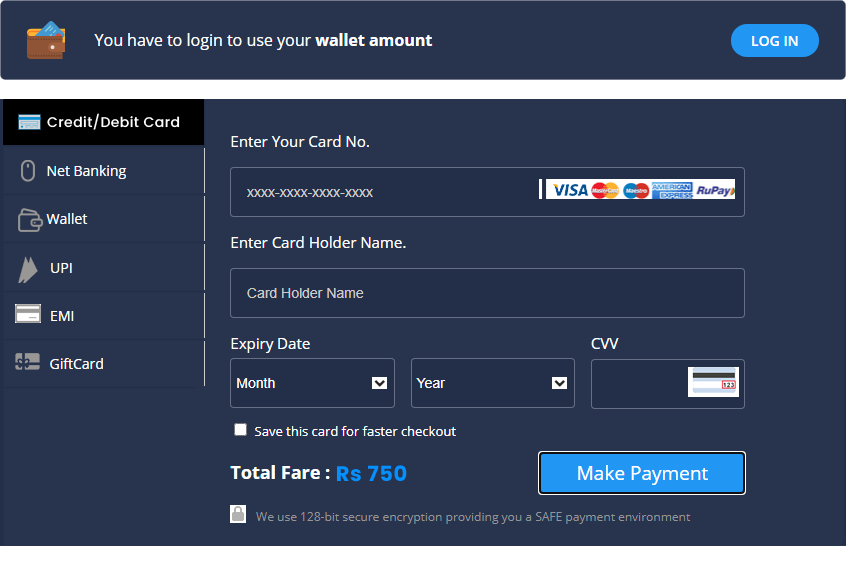 You have to login to use your wallet amount
LOG IN
Credit/Debit Card
Net Banking
Wallet
UPI
EMI
GiftCard
Enter Your Card No.
xxxx-xxxx-xxxx-xxxx
VISA MasterCard Maestro AMERICAN EXPRESS RuPay
Enter Card Holder Name.
Card Holder Name
Expiry Date
CVV
Month
Year
123
Save this card for faster checkout
Total Fare : Rs 750
Make Payment
We use 128-bit secure encryption providing you a SAFE payment environment